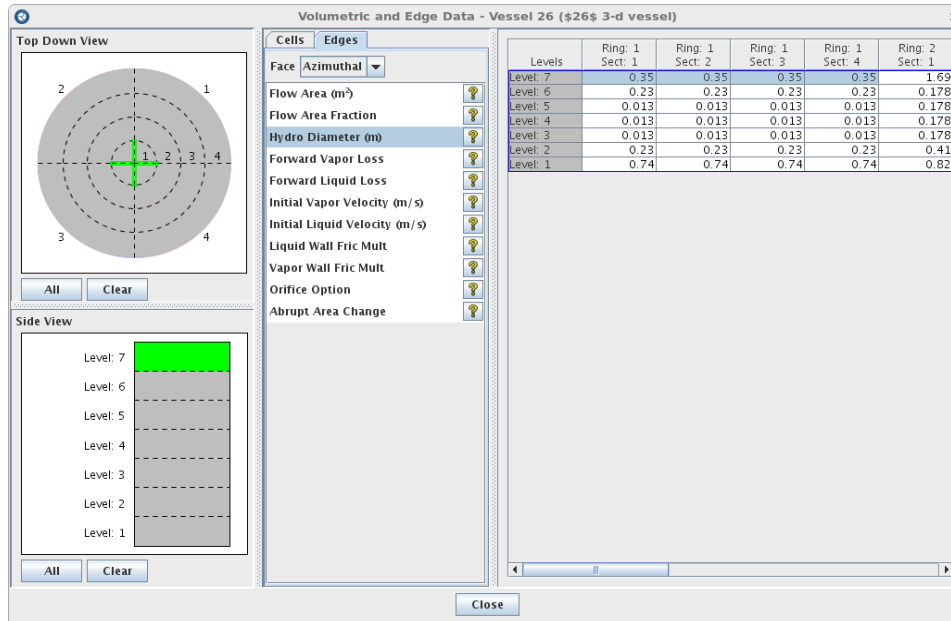 Volumetric and Edge Data - Vessel 26 ($26$ 3-d vessel)
Top Down View
2 1
1 2 3 4
3 4
All Clear
Side View
Level: 7
Level: 6
Level: 5
Level: 4
Level: 3
Level: 2
Level: 1
All Clear
Cells Edges
Face Azimuthal
Flow Area (m²) ?
Flow Area Fraction ?
Hydro Diameter (m) ?
Forward Vapor Loss ?
Forward Liquid Loss ?
Initial Vapor Velocity (m/s) ?
Initial Liquid Velocity (m/s) ?
Liquid Wall Fric Mult ?
Vapor Wall Fric Mult ?
Orifice Option ?
Abrupt Area Change ?
Ring: 1 Ring: 1 Ring: 1 Ring: 1 Ring: 2
Levels Sect: 1 Sect: 2 Sect: 3 Sect: 4 Sect: 1
Level: 7 0.35 0.35 0.35 0.35 1.69
Level: 6 0.23 0.23 0.23 0.23 0.178
Level: 5 0.013 0.013 0.013 0.013 0.178
Level: 4 0.013 0.013 0.013 0.013 0.178
Level: 3 0.013 0.013 0.013 0.013 0.178
Level: 2 0.23 0.23 0.23 0.23 0.41
Level: 1 0.74 0.74 0.74 0.74 0.82
Close